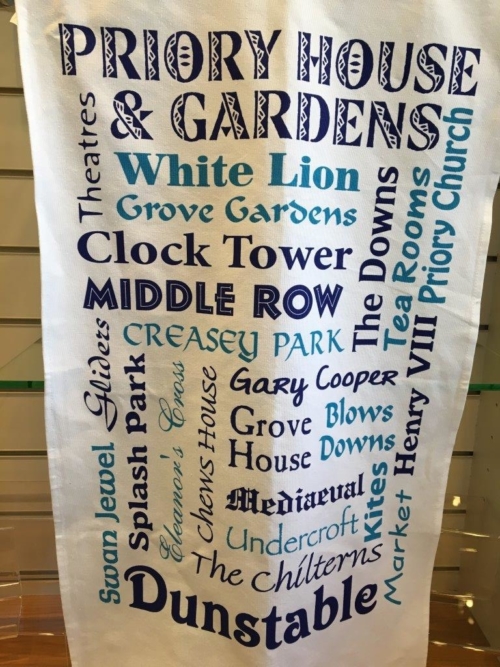 PRIORY HOUSE
& GARDENS
Theatres
White Lion
Grove Gardens
Clock Tower
MIDDLE ROW
CREASEY PARK
The Downs
Tea Rooms
Priory Church
Gliders
Swan Jewel
Splash Park
Eleanor's Cross
Chews House
Gary Cooper
Grove
House
Blows
Downs
Henry VIII
Mediaeval
Undercroft
Kites
Market
The Chilterns
Dunstable